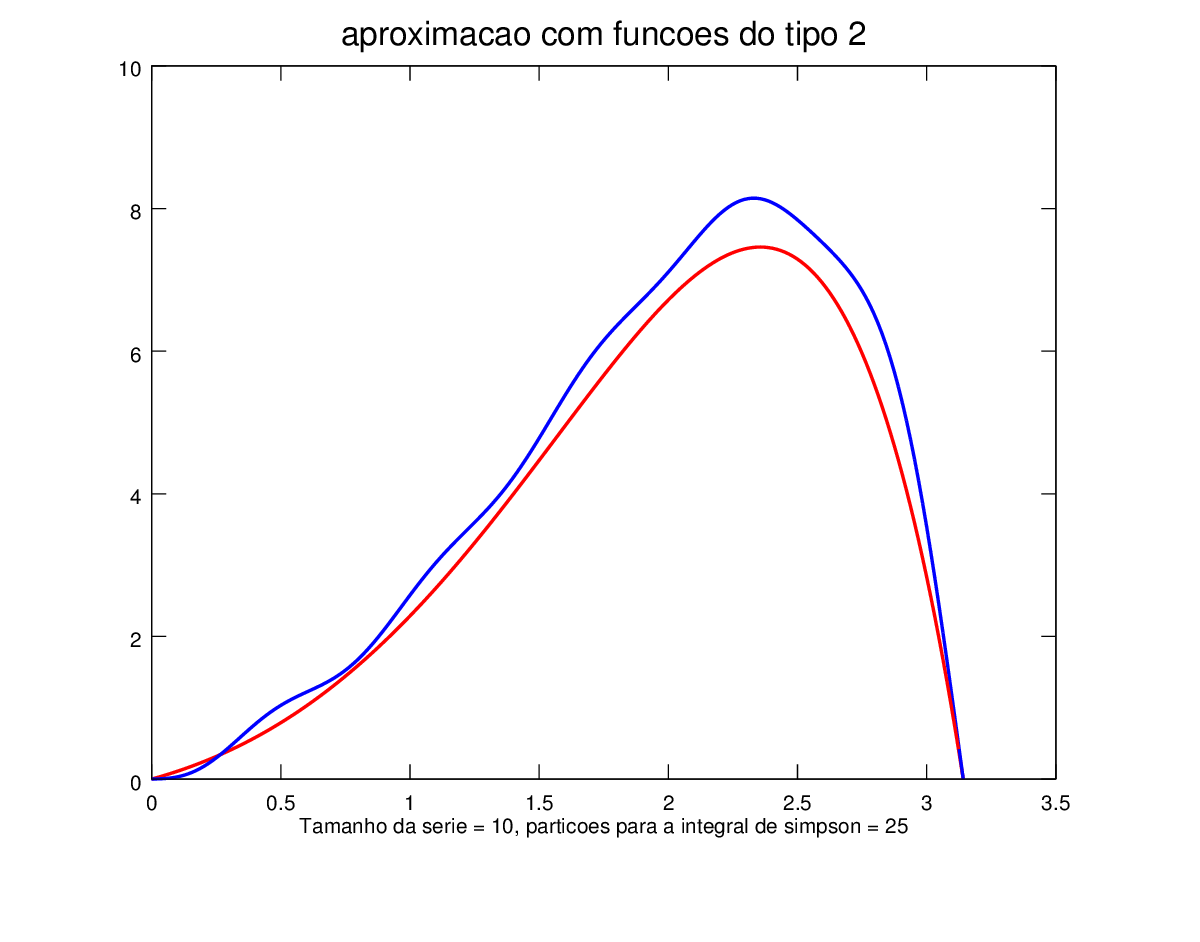 aproximacao com funcoes do tipo 2
10
8
6
4
2
0
0 0.5 1 1.5 2 2.5 3 3.5
Tamanho da serie = 10, particoes para a integral de simpson = 25